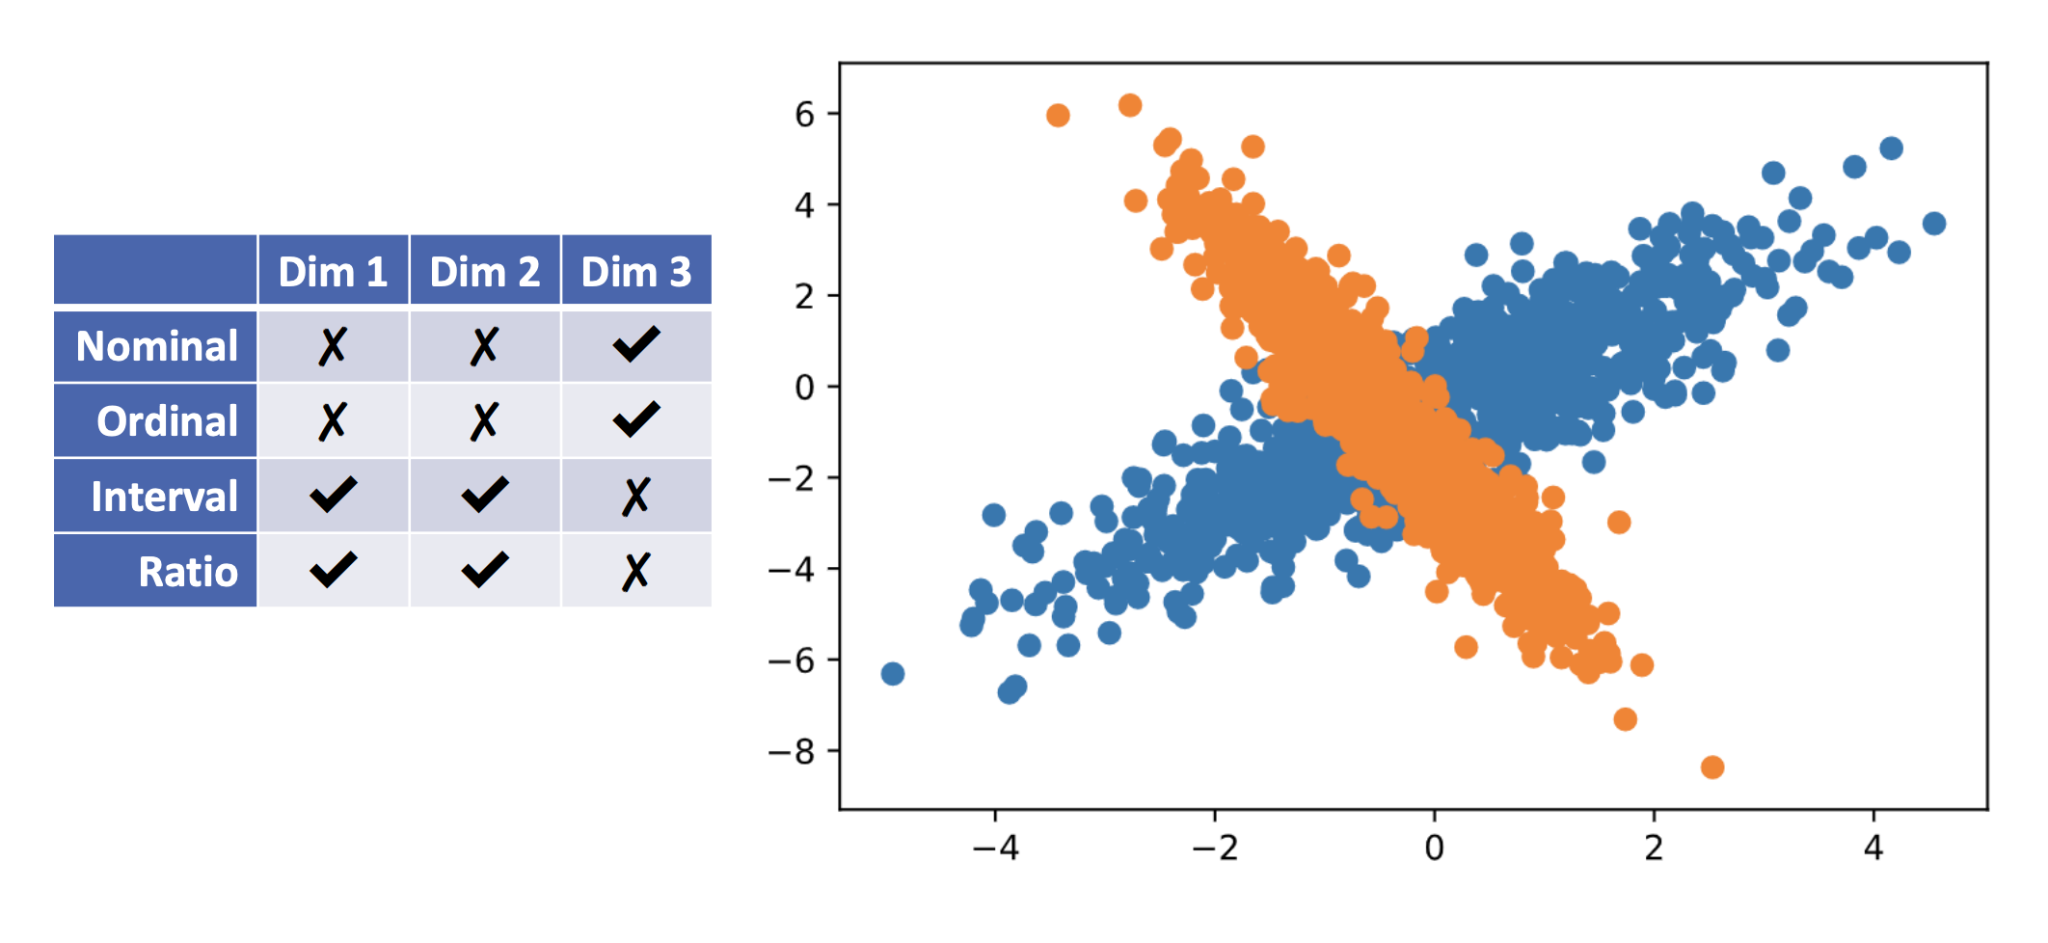 Dim 1 Dim 2 Dim 3
Nominal ✗ ✗ ✔
Ordinal ✗ ✗ ✔
Interval ✔ ✔ ✗
Ratio ✔ ✔ ✗
6
4
2
0
−2
−4
−6
−8
−4 −2 0 2 4